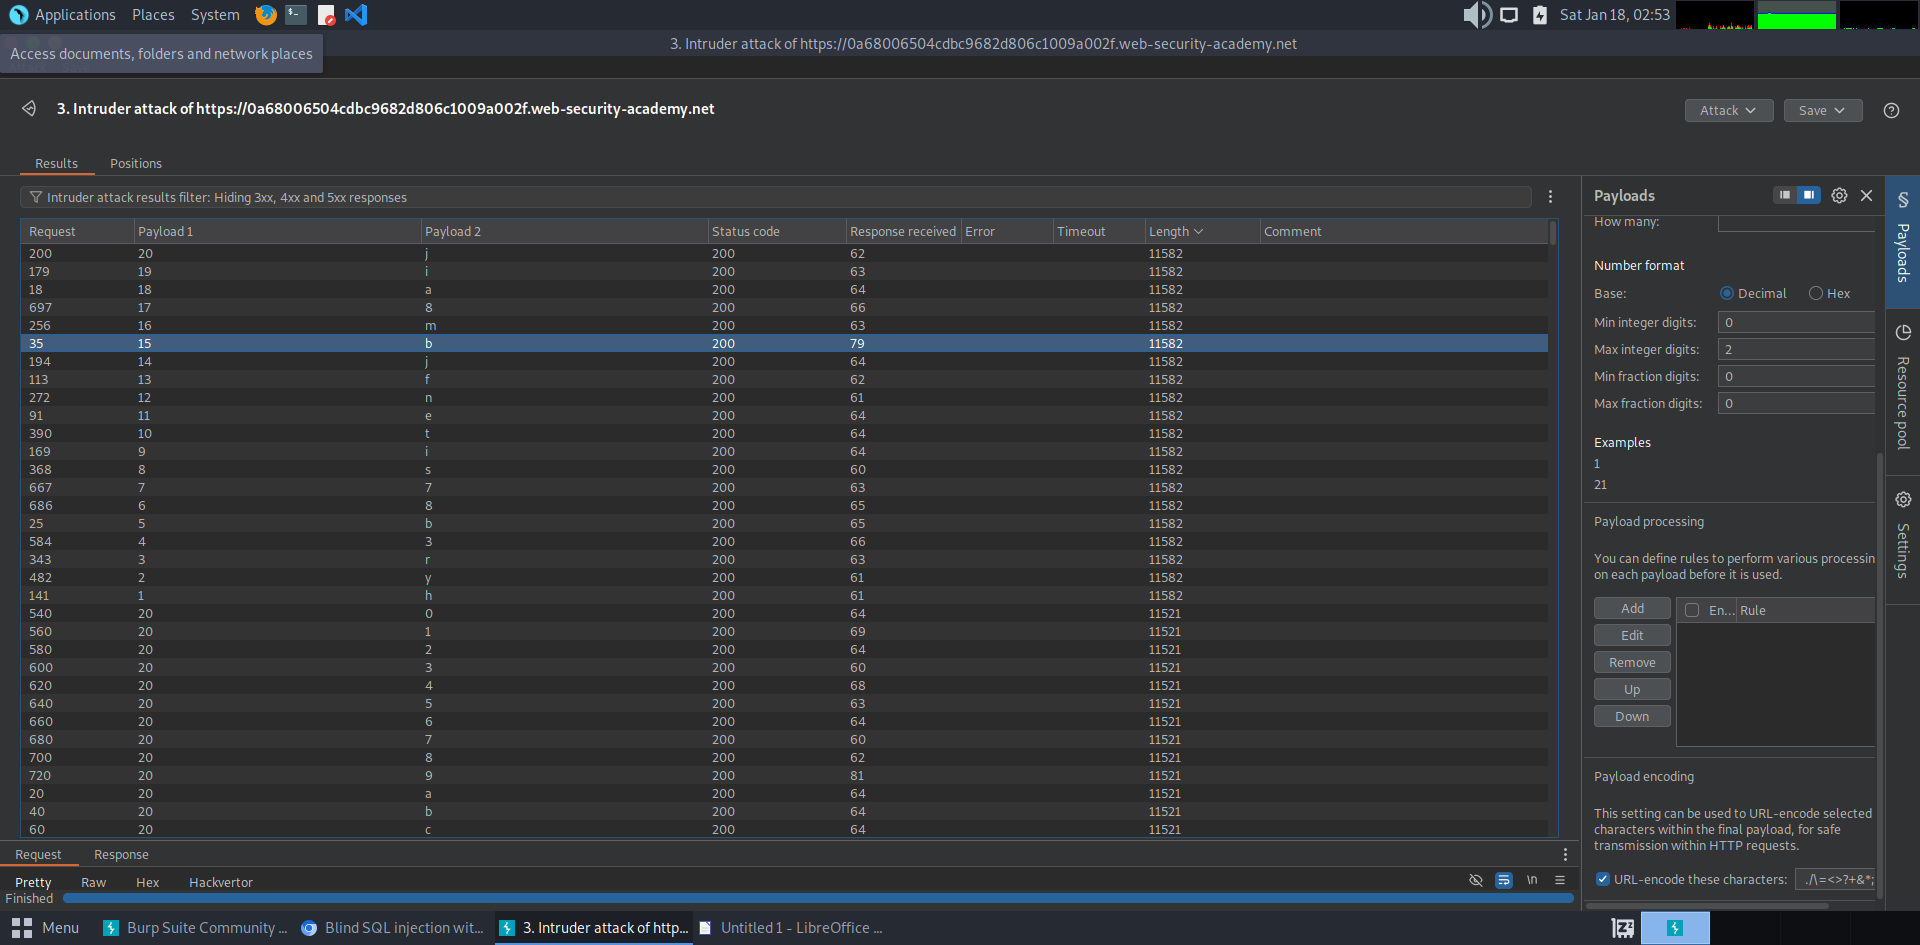 Applications Places System Sat Jan 18, 02:53
3. Intruder attack of https://0a68006504cdbc9682d806c1009a002f.web-security-academy.net
Access documents, folders and network places
3. Intruder attack of https://0a68006504cdbc9682d806c1009a002f.web-security-academy.net
Attack Save
Results Positions
Intruder attack results filter: Hiding 3xx, 4xx and 5xx responses
Request Payload 1 Payload 2 Status code Response received Error Timeout Length Comment
200 20 j 200 62 11582
179 19 i 200 63 11582
18 18 a 200 64 11582
697 17 8 200 66 11582
256 16 m 200 63 11582
35 15 b 200 79 11582
194 14 j 200 64 11582
113 13 f 200 62 11582
272 12 n 200 61 11582
91 11 e 200 64 11582
390 10 t 200 64 11582
169 9 i 200 64 11582
368 8 s 200 60 11582
667 7 7 200 63 11582
686 6 8 200 65 11582
25 5 b 200 65 11582
584 4 3 200 66 11582
343 3 r 200 63 11582
482 2 y 200 61 11582
141 1 h 200 61 11582
540 20 0 200 64 11521
560 20 1 200 69 11521
580 20 2 200 64 11521
600 20 3 200 60 11521
620 20 4 200 68 11521
640 20 5 200 63 11521
660 20 6 200 64 11521
680 20 7 200 60 11521
700 20 8 200 62 11521
720 20 9 200 81 11521
20 20 a 200 64 11521
40 20 b 200 64 11521
60 20 c 200 64 11521
Payloads
How many:
Number format
Base: Decimal Hex
Min integer digits: 0
Max integer digits: 2
Min fraction digits: 0
Max fraction digits: 0
Examples
1
21
Payload processing
You can define rules to perform various processin
on each payload before it is used.
Add
Edit
Remove
Up
Down
En... Rule
Payload encoding
This setting can be used to URL-encode selected
characters within the final payload, for safe
transmission within HTTP requests.
URL-encode these characters: ./\=<>?+&*;
§ Payloads
Resource pool
Settings
Request Response
Pretty Raw Hex Hackvertor \n
Finished
Menu Burp Suite Community ... Blind SQL injection wit... 3. Intruder attack of http... Untitled 1 - LibreOffice ...